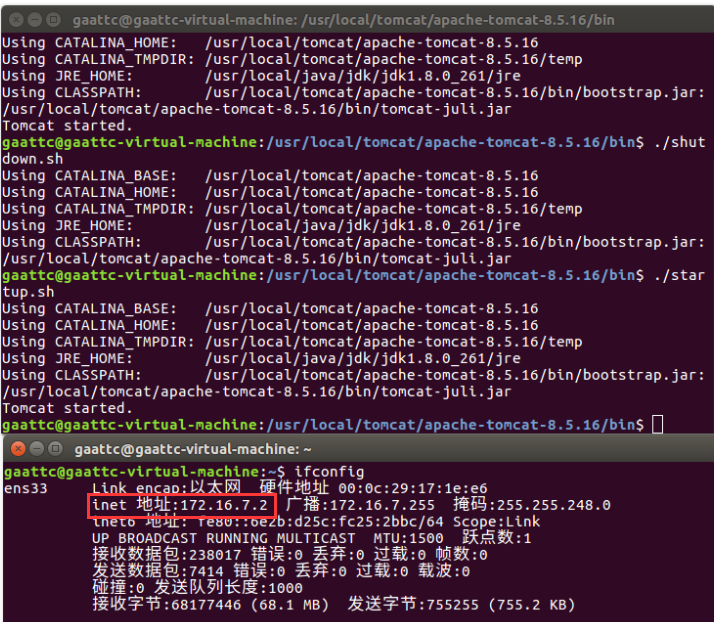 gaattc@gaattc-virtual-machine: /usr/local/tomcat/apache-tomcat-8.5.16/bin
Using CATALINA_HOME:   /usr/local/tomcat/apache-tomcat-8.5.16
Using CATALINA_TMPDIR: /usr/local/tomcat/apache-tomcat-8.5.16/temp
Using JRE_HOME:        /usr/local/java/jdk/jdk1.8.0_261/jre
Using CLASSPATH:       /usr/local/tomcat/apache-tomcat-8.5.16/bin/bootstrap.jar:
/usr/local/tomcat/apache-tomcat-8.5.16/bin/tomcat-juli.jar
Tomcat started.
gaattc@gaattc-virtual-machine:/usr/local/tomcat/apache-tomcat-8.5.16/bin$ ./shut
down.sh
Using CATALINA_BASE:   /usr/local/tomcat/apache-tomcat-8.5.16
Using CATALINA_HOME:   /usr/local/tomcat/apache-tomcat-8.5.16
Using CATALINA_TMPDIR: /usr/local/tomcat/apache-tomcat-8.5.16/temp
Using JRE_HOME:        /usr/local/java/jdk/jdk1.8.0_261/jre
Using CLASSPATH:       /usr/local/tomcat/apache-tomcat-8.5.16/bin/bootstrap.jar:
/usr/local/tomcat/apache-tomcat-8.5.16/bin/tomcat-juli.jar
gaattc@gaattc-virtual-machine:/usr/local/tomcat/apache-tomcat-8.5.16/bin$ ./star
tup.sh
Using CATALINA_BASE:   /usr/local/tomcat/apache-tomcat-8.5.16
Using CATALINA_HOME:   /usr/local/tomcat/apache-tomcat-8.5.16
Using CATALINA_TMPDIR: /usr/local/tomcat/apache-tomcat-8.5.16/temp
Using JRE_HOME:        /usr/local/java/jdk/jdk1.8.0_261/jre
Using CLASSPATH:       /usr/local/tomcat/apache-tomcat-8.5.16/bin/bootstrap.jar:
/usr/local/tomcat/apache-tomcat-8.5.16/bin/tomcat-juli.jar
Tomcat started.
gaattc@gaattc-virtual-machine:/usr/local/tomcat/apache-tomcat-8.5.16/bin$
gaattc@gaattc-virtual-machine: ~
gaattc@gaattc-virtual-machine:~$ ifconfig
ens33     Link encap:以太网  硬件地址 00:0c:29:17:1e:e6
inet 地址:172.16.7.2  广播:172.16.7.255  掩码:255.255.248.0
inet6 地址: fe80::6e2b:d25c:fc25:2bbc/64 Scope:Link
UP BROADCAST RUNNING MULTICAST  MTU:1500  跃点数:1
接收数据包:238017 错误:0 丢弃:0 过载:0 帧数:0
发送数据包:7414 错误:0 丢弃:0 过载:0 载波:0
碰撞:0 发送队列长度:1000
接收字节:68177446 (68.1 MB)  发送字节:755255 (755.2 KB)